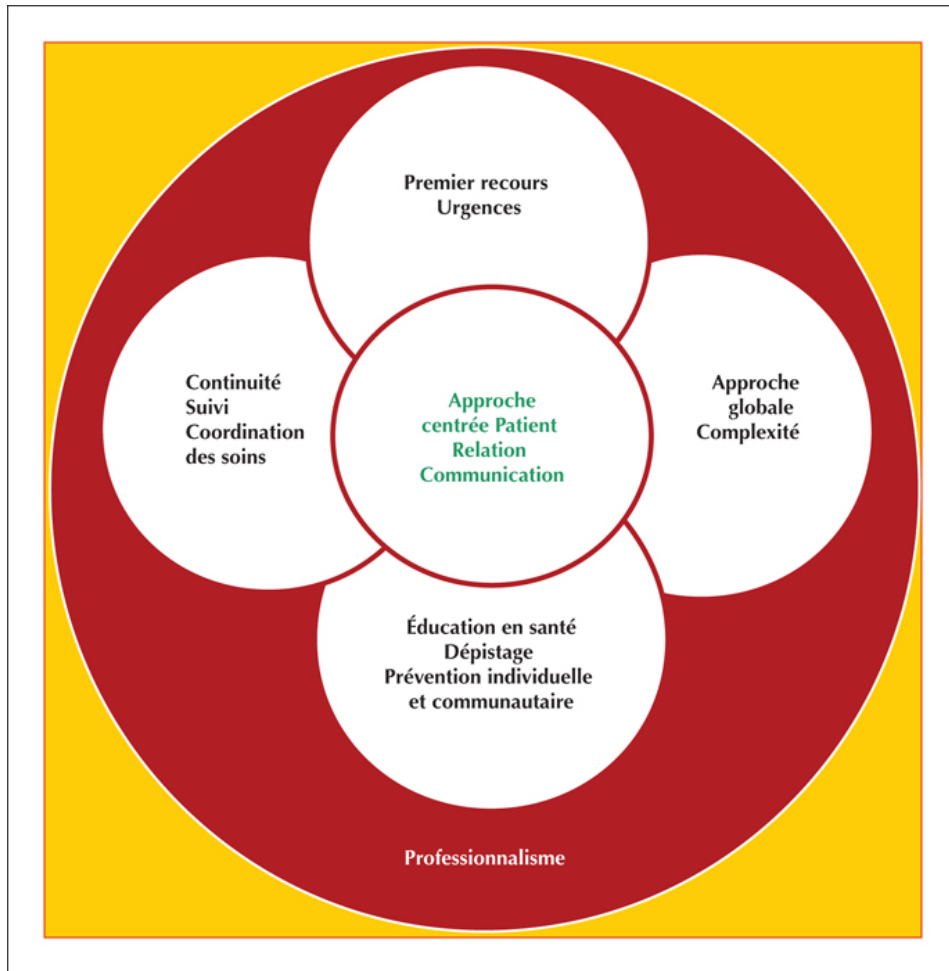 Premier recours
Urgences
Continuité
Suivi
Coordination
des soins
Approche
centrée Patient
Relation
Communication
Approche
globale
Complexité
Éducation en santé
Dépistage
Prévention individuelle
et communautaire
Professionnalisme